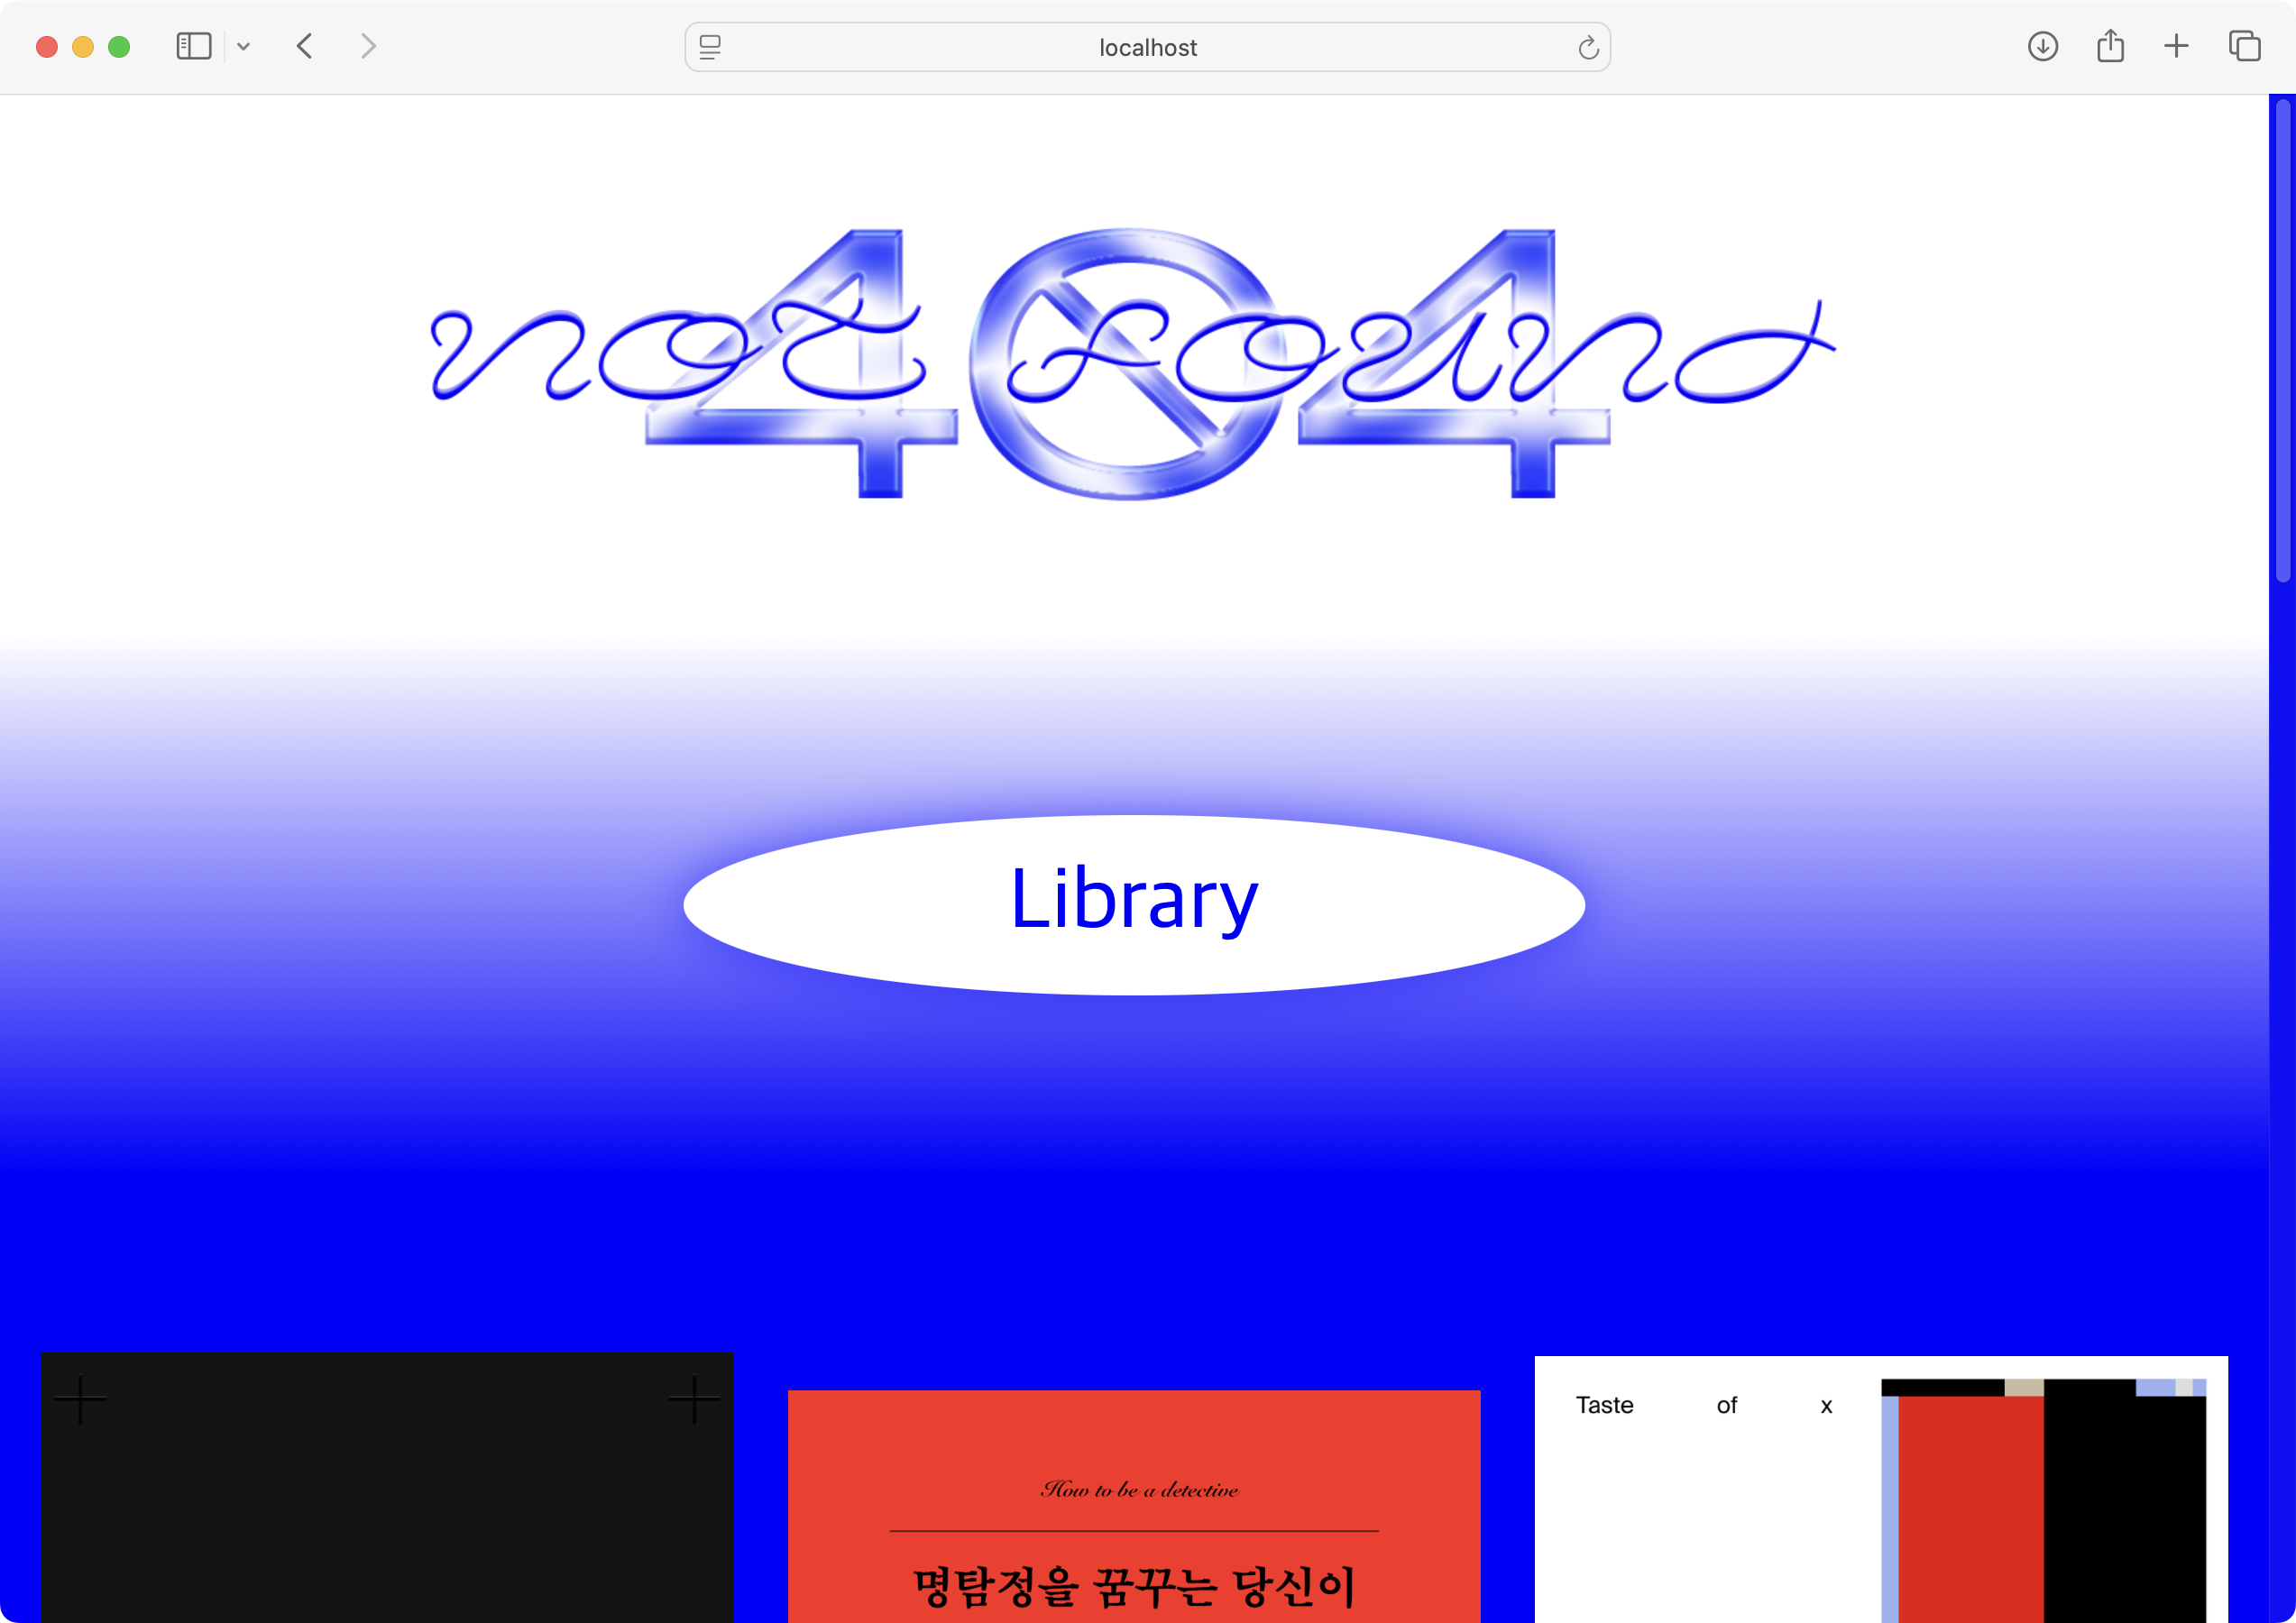 localhost
404
not found
Library
Taste of x
How to be a detective
명탐정을 꿈꾸는 당신이